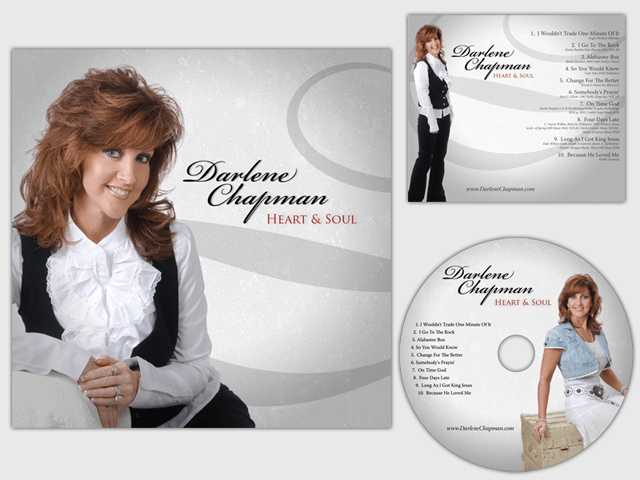 Darlene
Chapman
HEART & SOUL
Darlene
Chapman
HEART & SOUL
1. I Wouldn't Trade One Minute Of It
2. I Go To The Rock
3. Alabaster Box
4. So You Would Know
5. Change For The Better
6. Somebody's Prayin'
7. On Time God
8. Four Days Late
9. Long As I Got King Jesus
10. Because He Loved Me
www.DarleneChapman.com
Darlene
Chapman
HEART & SOUL
1. I Wouldn't Trade One Minute Of It
2. I Go To The Rock
3. Alabaster Box
4. So You Would Know
5. Change For The Better
6. Somebody's Prayin'
7. On Time God
8. Four Days Late
9. Long As I Got King Jesus
10. Because He Loved Me
www.DarleneChapman.com